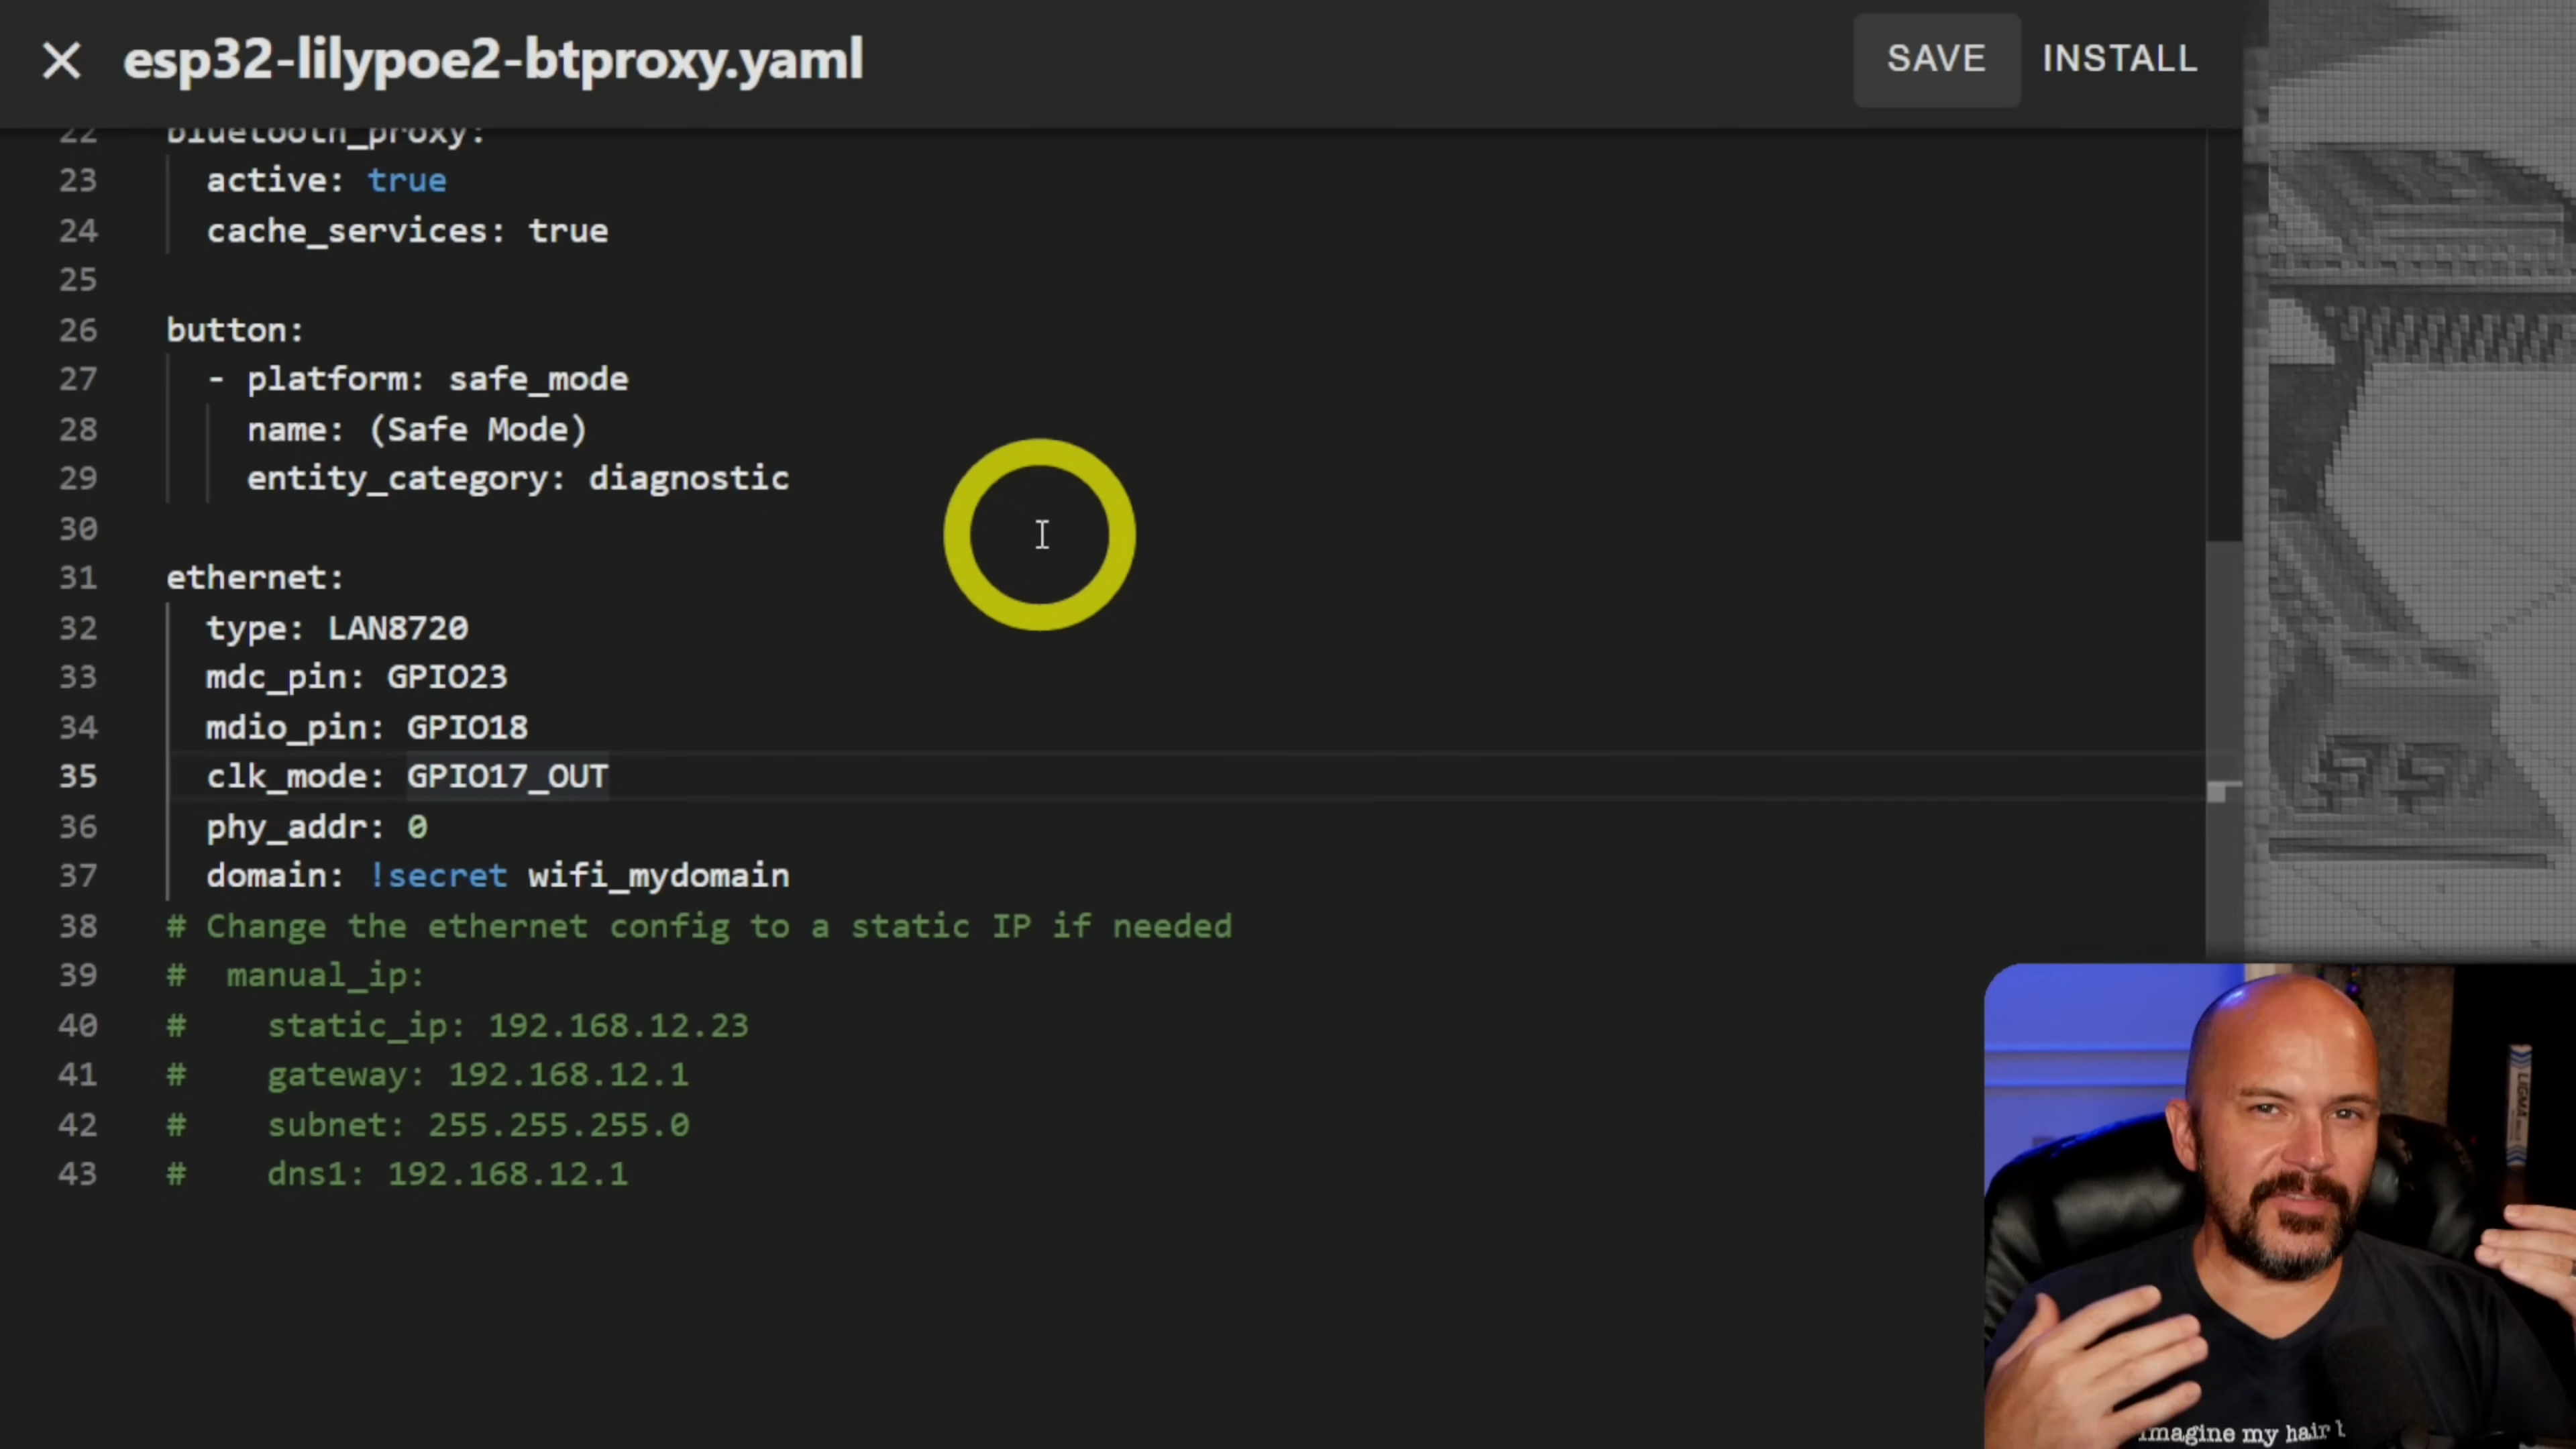 esp32-lilypoe2-btproxy.yaml
SAVE
INSTALL
22 bluetooth_proxy:
23 active: true
24 cache_services: true
25
26 button:
27 - platform: safe_mode
28 name: (Safe Mode)
29 entity_category: diagnostic
30
31 ethernet:
32 type: LAN8720
33 mdc_pin: GPIO23
34 mdio_pin: GPIO18
35 clk_mode: GPIO17_OUT
36 phy_addr: 0
37 domain: !secret wifi_mydomain
38 # Change the ethernet config to a static IP if needed
39 # manual_ip:
40 # static_ip: 192.168.12.23
41 # gateway: 192.168.12.1
42 # subnet: 255.255.255.0
43 # dns1: 192.168.12.1
LIGMA
imagine my hair